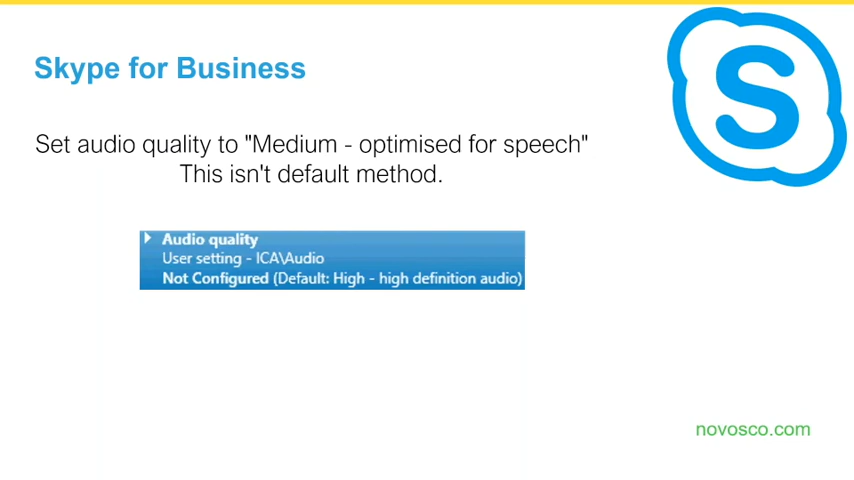 Skype for Business
Set audio quality to "Medium - optimised for speech"
This isn't default method.
Audio quality
User setting - ICA\Audio
Not Configured (Default: High - high definition audio)
novosco.com